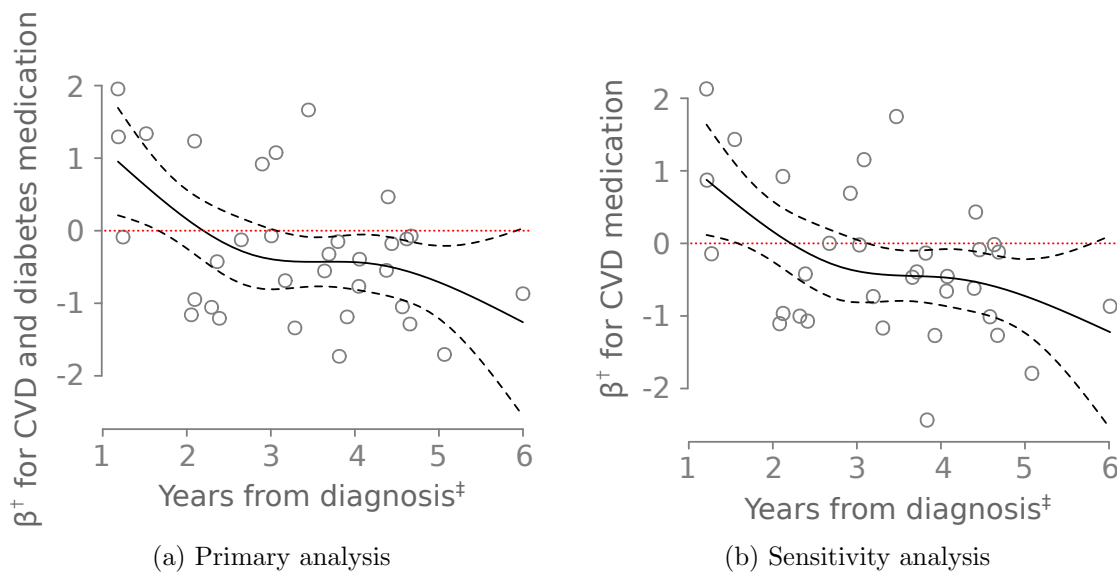 β† for CVD and diabetes medication
2
1
0
-1
-2
1 2 3 4 5 6
Years from diagnosis‡
(a) Primary analysis
β† for CVD medication
2
1
0
-1
-2
1 2 3 4 5 6
Years from diagnosis‡
(b) Sensitivity analysis